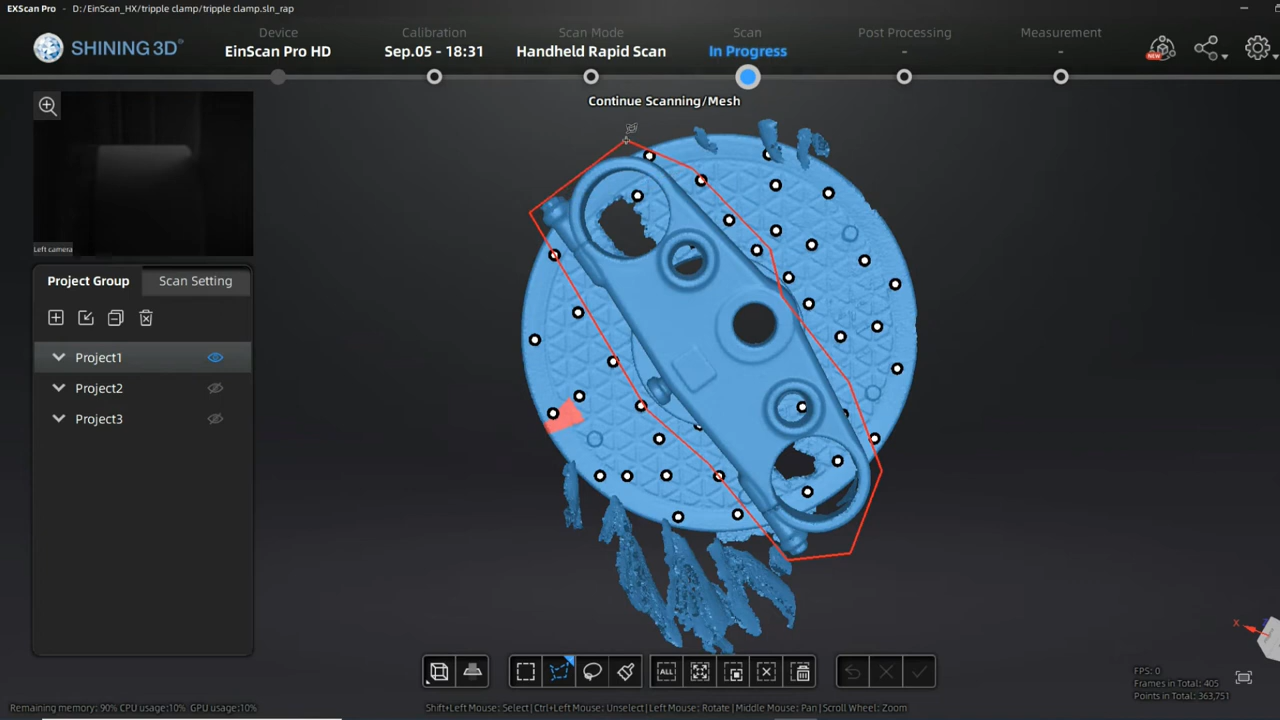 EXScan Pro - D:/EinScan_HX/tripple clamp/tripple clamp.sln_rap
SHINING 3D®
Device
EinScan Pro HD
Calibration
Sep.05 - 18:31
Scan Mode
Handheld Rapid Scan
Scan
In Progress
Post Processing
-
Measurement
-
NEW
Continue Scanning/Mesh
Left camera
Project Group
Scan Setting
Project1
Project2
Project3
ALL
X
FPS: 0
Frames in Total: 405
Points in Total: 363,751
Remaining memory: 90% CPU usage:10% GPU usage:10%
Shift+Left Mouse: Select | Ctrl+Left Mouse: Unselect | Left Mouse: Rotate | Middle Mouse: Pan | Scroll Wheel: Zoom